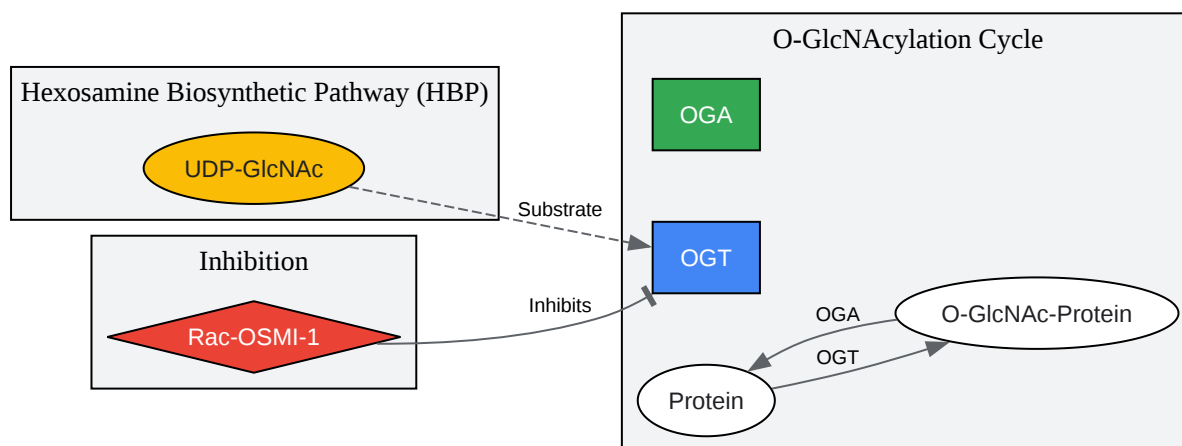 Hexosamine Biosynthetic Pathway (HBP)
UDP-GlcNAc
Substrate
Inhibition
Rac-OSMI-1
Inhibits
O-GlcNAcylation Cycle
OGA
OGT
OGA
O-GlcNAc-Protein
OGT
Protein